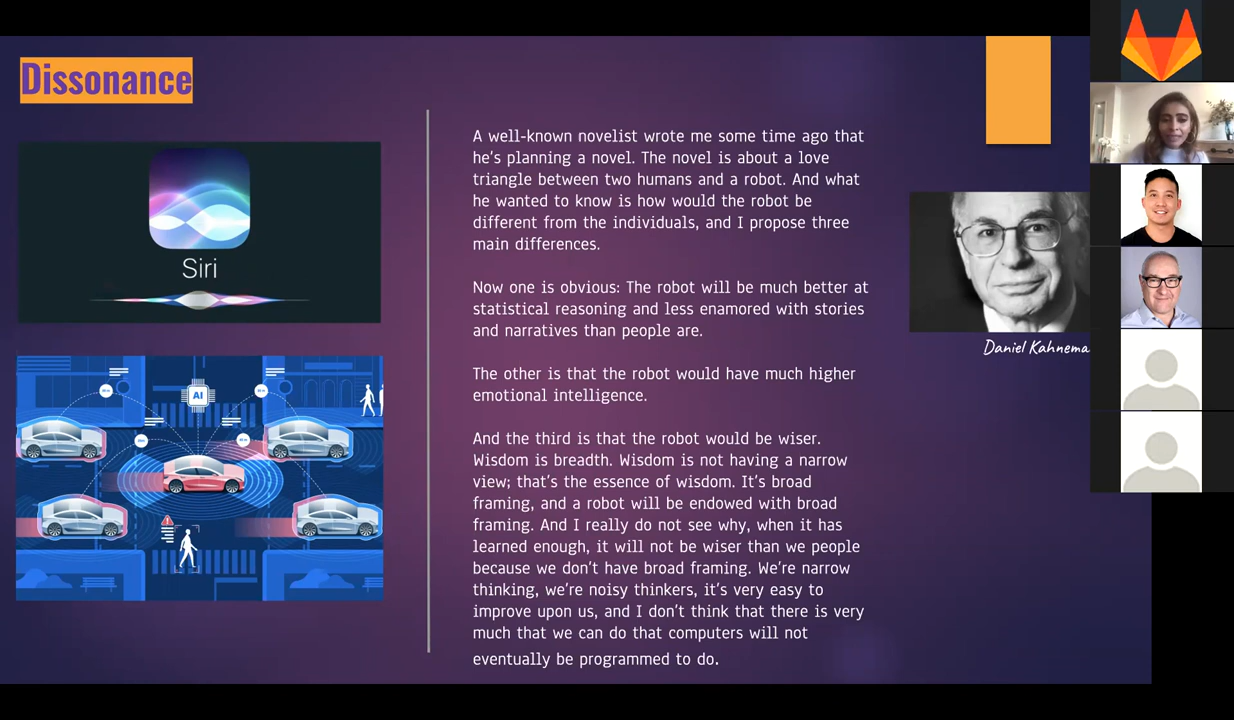 Dissonance
Siri
AI
A well-known novelist wrote me some time ago that
he's planning a novel. The novel is about a love
triangle between two humans and a robot. And what
he wanted to know is how would the robot be
different from the individuals, and I propose three
main differences.
Now one is obvious: The robot will be much better at
statistical reasoning and less enamored with stories
and narratives than people are.
The other is that the robot would have much higher
emotional intelligence.
And the third is that the robot would be wiser.
Wisdom is breadth. Wisdom is not having a narrow
view; that's the essence of wisdom. It's broad
framing, and a robot will be endowed with broad
framing. And I really do not see why, when it has
learned enough, it will not be wiser than we people
because we don't have broad framing. We're narrow
thinking, we're noisy thinkers, it's very easy to
improve upon us, and I don't think that there is very
much that we can do that computers will not
eventually be programmed to do.
Daniel Kahnema